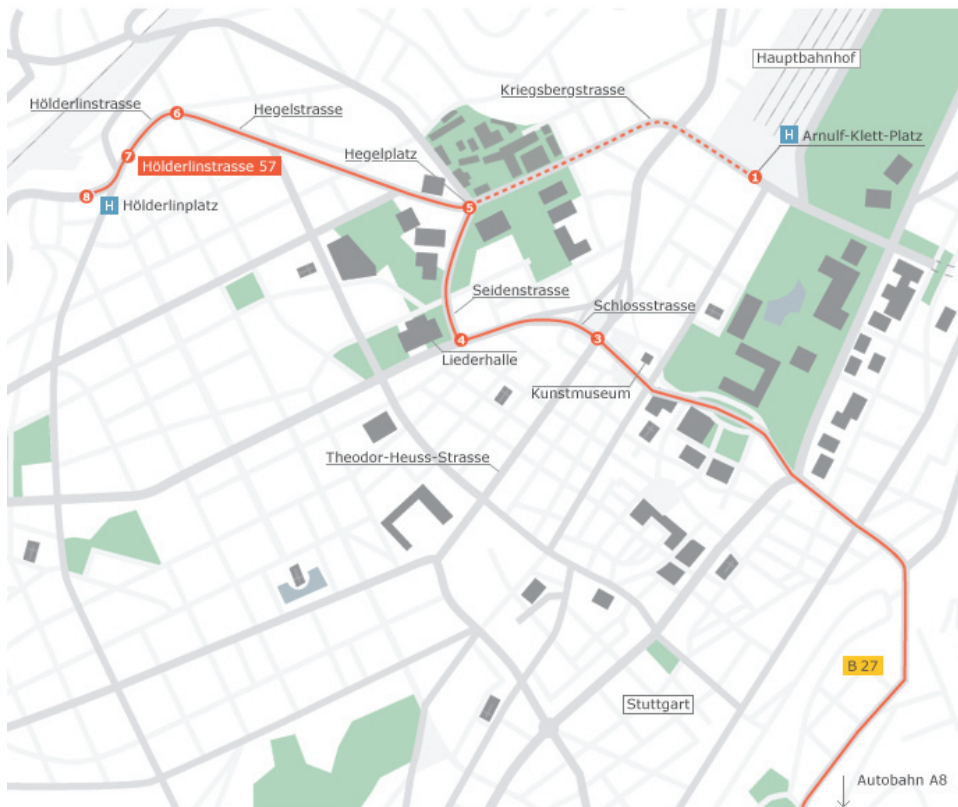 Hauptbahnhof
Kriegsbergstrasse
Hölderlinstrasse
6
Hegelstrasse
H Arnulf-Klett-Platz
Hegelplatz
7
Hölderlinstrasse 57
1
8
H Hölderlinplatz
5
Seidenstrasse
Schlossstrasse
4
3
Liederhalle
Kunstmuseum
Theodor-Heuss-Strasse
B 27
Stuttgart
Autobahn A8